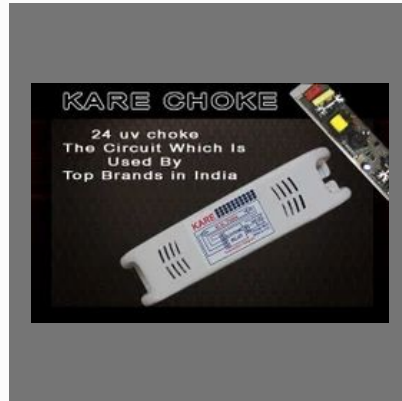 KARE CHOKE
24 uv choke
The Circuit Which Is
Used By
Top Brands in India
KARE